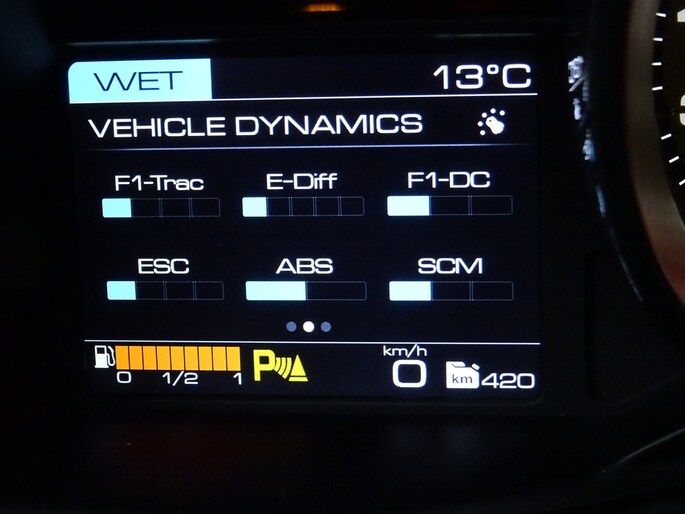 WET 13°C
VEHICLE DYNAMICS
F1-Trac E-Diff F1-DC
ESC ABS SCM
km/h
0 1/2 1 P 0 km 420